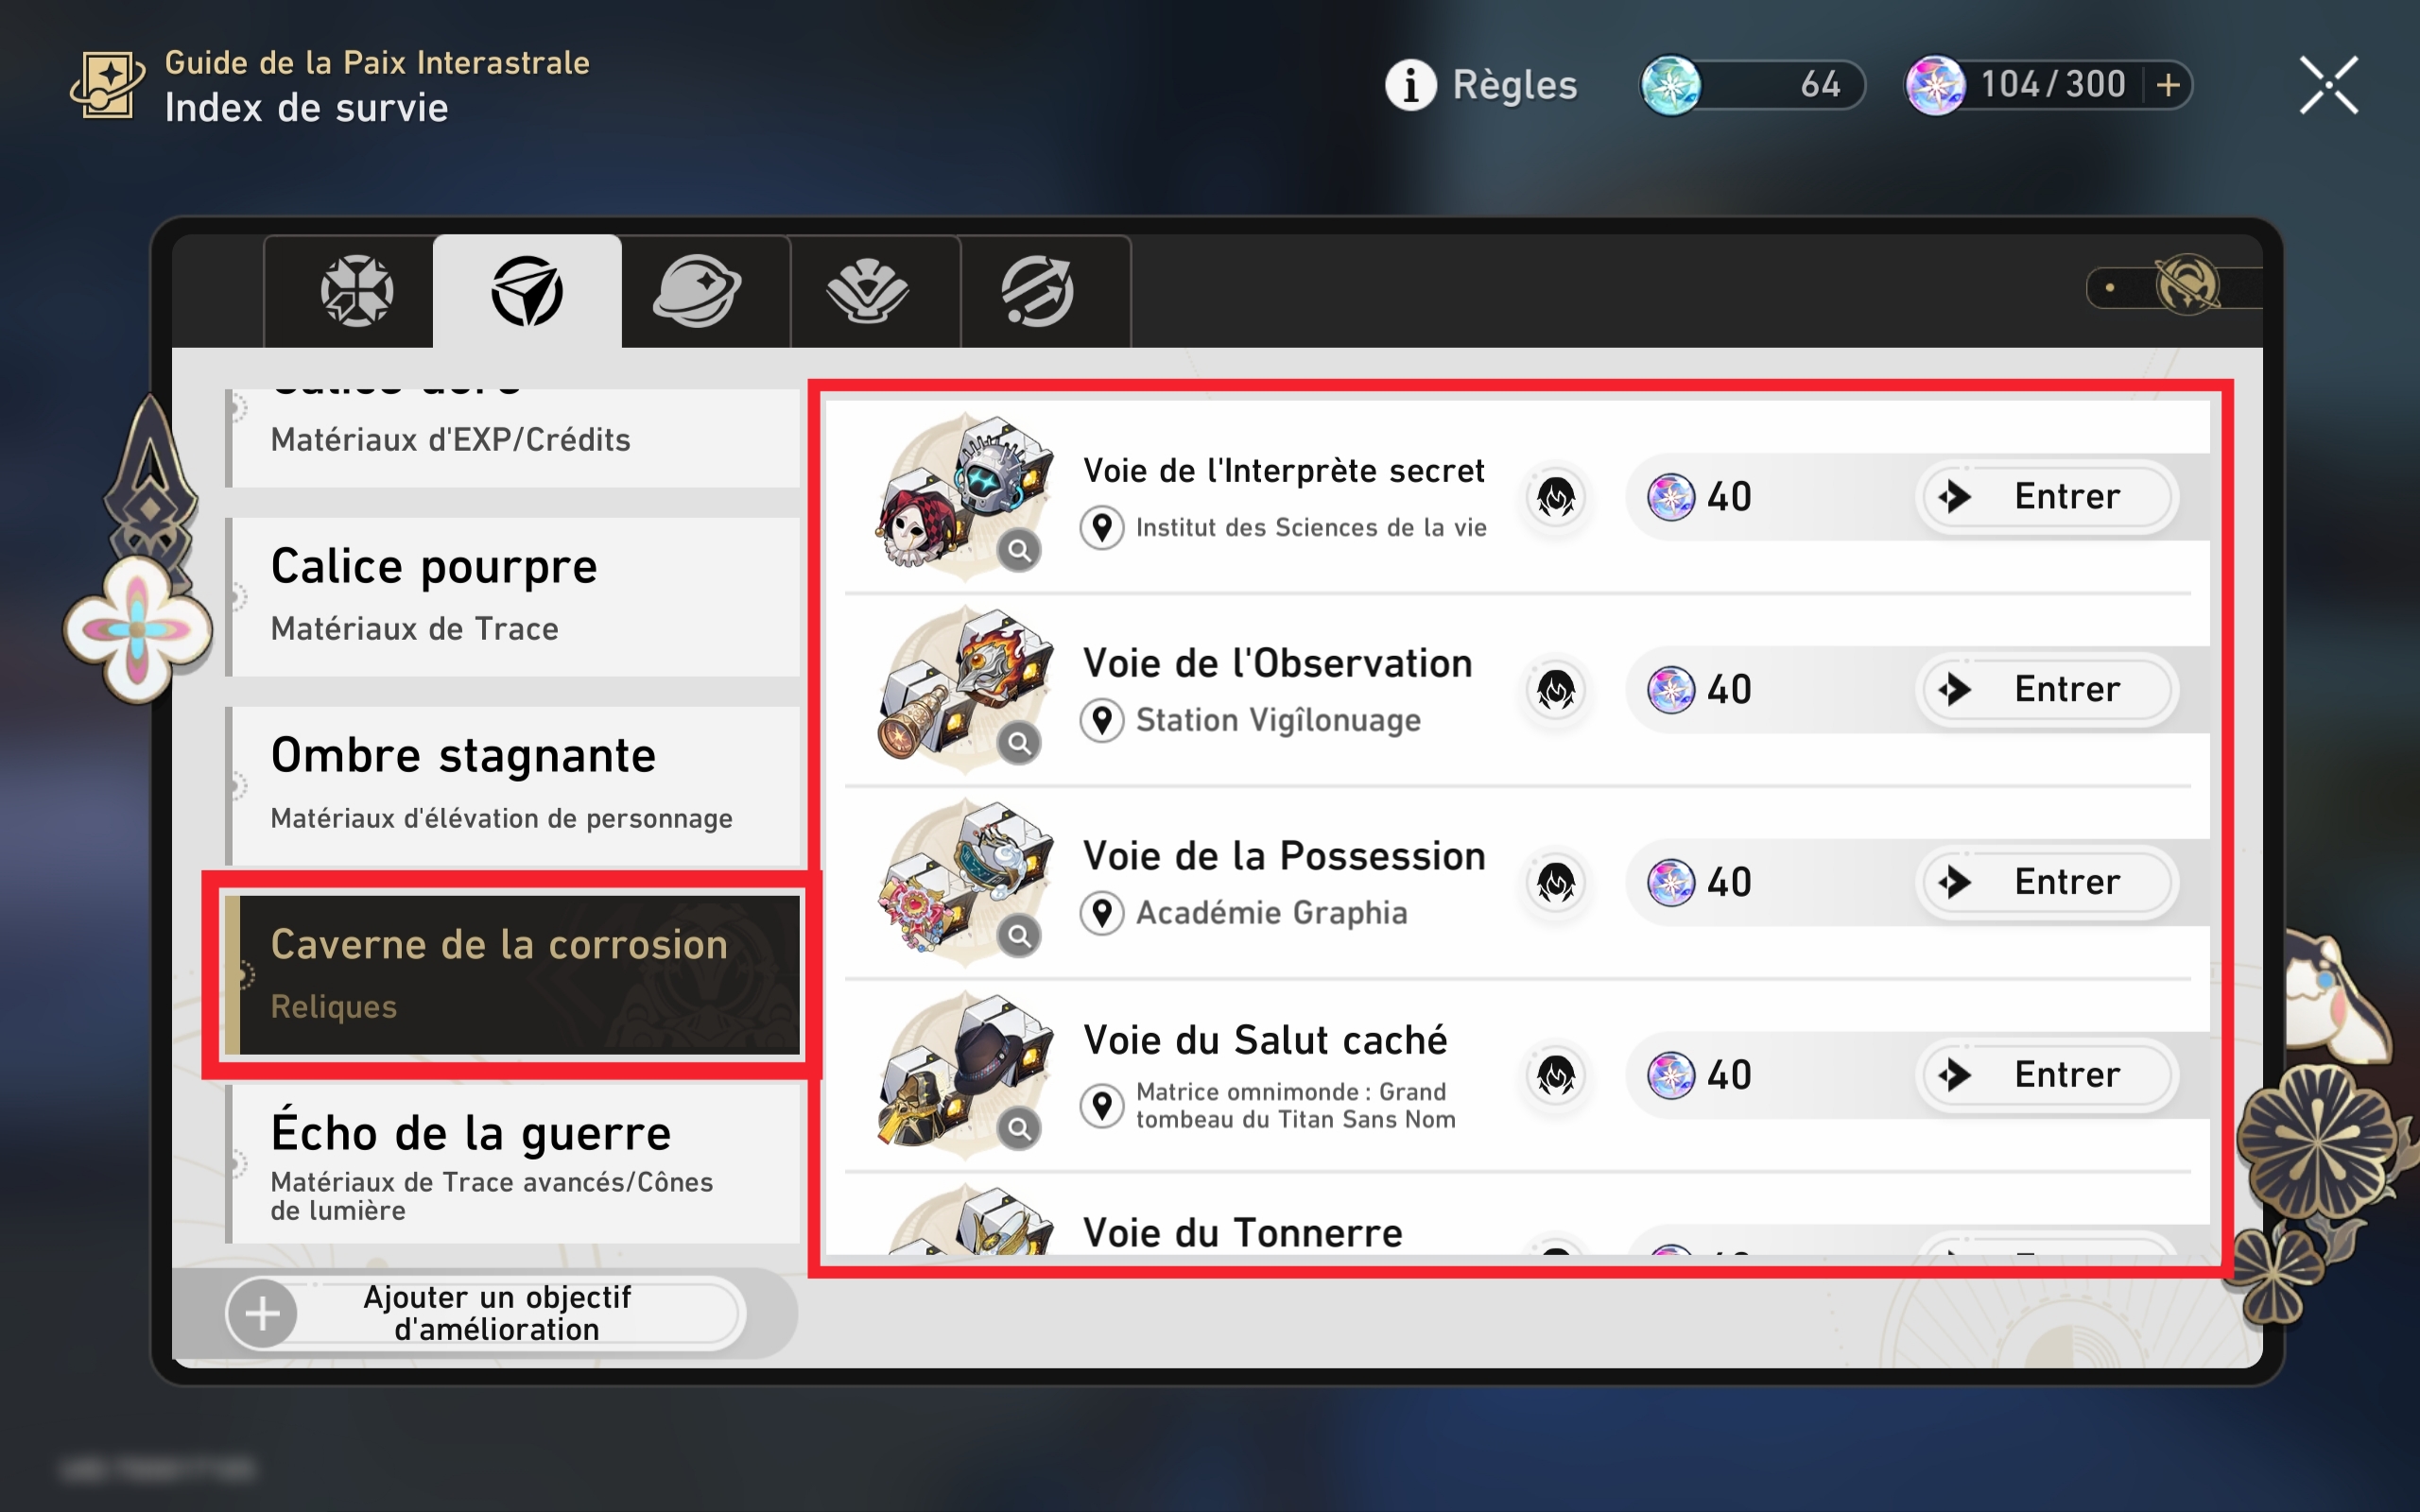 Guide de la Paix Interastrale
Index de survie
Règles
64
104/300
Matériaux d'EXP/Crédits
Calice pourpre
Matériaux de Trace
Ombre stagnante
Matériaux d'élévation de personnage
Caverne de la corrosion
Reliques
Écho de la guerre
Matériaux de Trace avancés/Cônes
de lumière
Ajouter un objectif
d'amélioration
Voie de l'Interprète secret
Institut des Sciences de la vie
40
Entrer
Voie de l'Observation
Station Vigîlonuage
40
Entrer
Voie de la Possession
Académie Graphia
40
Entrer
Voie du Salut caché
Matrice omnimonde : Grand
tombeau du Titan Sans Nom
40
Entrer
Voie du Tonnerre